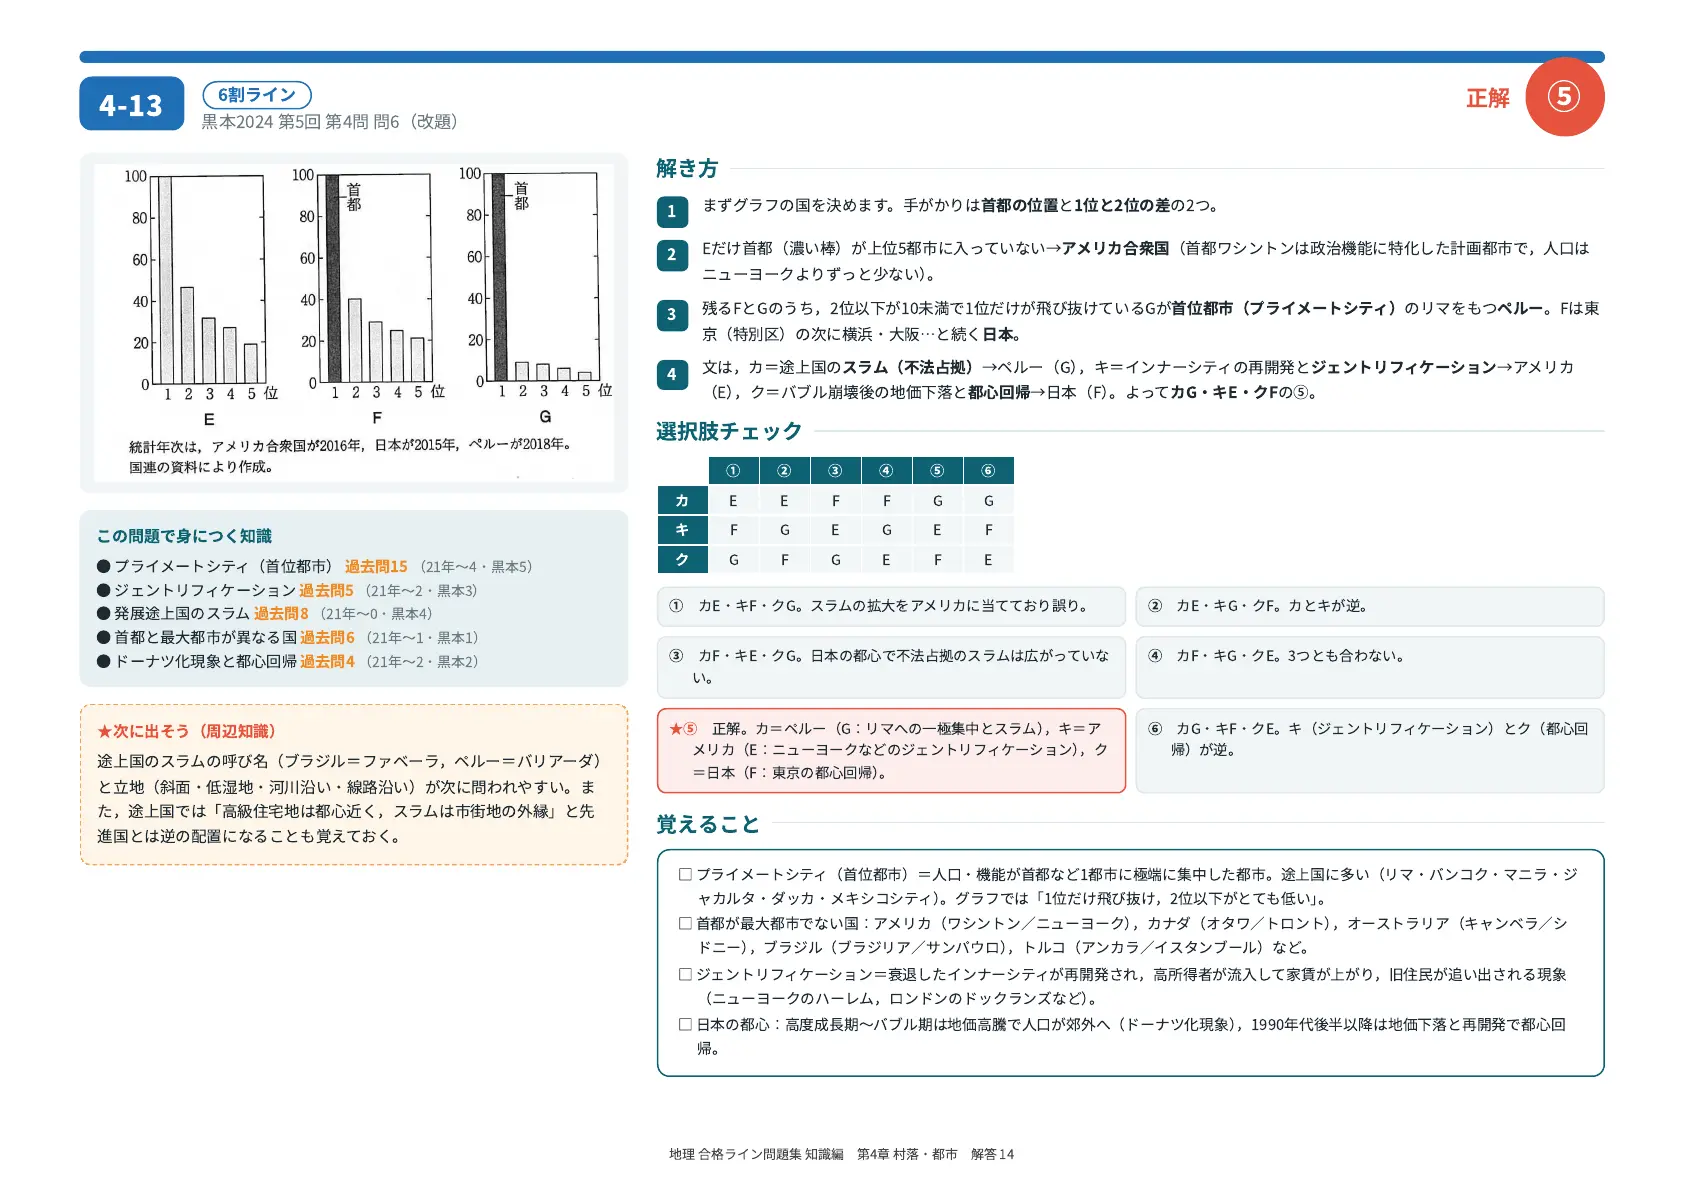 4-13
6割ライン
黒本2024 第5回 第4問 問6（改題）
正解 ⑤
100 80 60 40 20 0
1 2 3 4 5 位
E
100 80 60 40 20 0
首都
1 2 3 4 5 位
F
100 80 60 40 20 0
首都
1 2 3 4 5 位
G
統計年次は，アメリカ合衆国が2016年，日本が2015年，ペルーが2018年。
国連の資料により作成。
この問題で身につく知識
●プライメートシティ（首位都市） 過去問15 （21年〜4・黒本5）
●ジェントリフィケーション 過去問5 （21年〜2・黒本3）
●発展途上国のスラム 過去問8 （21年〜0・黒本4）
●首都と最大都市が異なる国 過去問6 （21年〜1・黒本1）
●ドーナツ化現象と都心回帰 過去問4 （21年〜2・黒本2）
★次に出そう（周辺知識）
途上国のスラムの呼び名（ブラジル＝ファベーラ，ペルー＝バリアーダ）
と立地（斜面・低湿地・河川沿い・線路沿い）が次に問われやすい。ま
た，途上国では「高級住宅地は都心近く，スラムは市街地の外縁」と先
進国とは逆の配置になることも覚えておく。
解き方
1 まずグラフの国を決めます。手がかりは首都の位置と1位と2位の差の2つ。
2 Eだけ首都（濃い棒）が上位5都市に入っていない→アメリカ合衆国（首都ワシントンは政治機能に特化した計画都市で，人口は
ニューヨークよりずっと少ない）。
3 残るFとGのうち，2位以下が10未満で1位だけが飛び抜けているGが首位都市（プライメートシティ）のリマをもつペルー。Fは東
京（特別区）の次に横浜・大阪…と続く日本。
4 文は，カ＝途上国のスラム（不法占拠）→ペルー（G），キ＝インナーシティの再開発とジェントリフィケーション→アメリカ
（E），ク＝バブル崩壊後の地価下落と都心回帰→日本（F）。よってカG・キE・クFの⑤。
選択肢チェック
① ② ③ ④ ⑤ ⑥
カ E E F F G G
キ F G E G E F
ク G F G E F E
① カE・キF・クG。スラムの拡大をアメリカに当てており誤り。
② カE・キG・クF。カとキが逆。
③ カF・キE・クG。日本の都心で不法占拠のスラムは広がっていな
い。
④ カF・キG・クE。3つとも合わない。
★⑤ 正解。カ＝ペルー（G：リマへの一極集中とスラム），キ＝ア
メリカ（E：ニューヨークなどのジェントリフィケーション），ク
＝日本（F：東京の都心回帰）。
⑥ カG・キF・クE。キ（ジェントリフィケーション）とク（都心回
帰）が逆。
覚えること
□ プライメートシティ（首位都市）＝人口・機能が首都など1都市に極端に集中した都市。途上国に多い（リマ・バンコク・マニラ・ジ
ャカルタ・ダッカ・メキシコシティ）。グラフでは「1位だけ飛び抜け，2位以下がとても低い」。
□ 首都が最大都市でない国：アメリカ（ワシントン／ニューヨーク），カナダ（オタワ／トロント），オーストラリア（キャンベラ／シ
ドニー），ブラジル（ブラジリア／サンパウロ），トルコ（アンカラ／イスタンブール）など。
□ ジェントリフィケーション＝衰退したインナーシティが再開発され，高所得者が流入して家賃が上がり，旧住民が追い出される現象
（ニューヨークのハーレム，ロンドンのドックランズなど）。
□ 日本の都心：高度成長期〜バブル期は地価高騰で人口が郊外へ（ドーナツ化現象），1990年代後半以降は地価下落と再開発で都心回
帰。
地理 合格ライン問題集 知識編 第4章 村落・都市 解答14